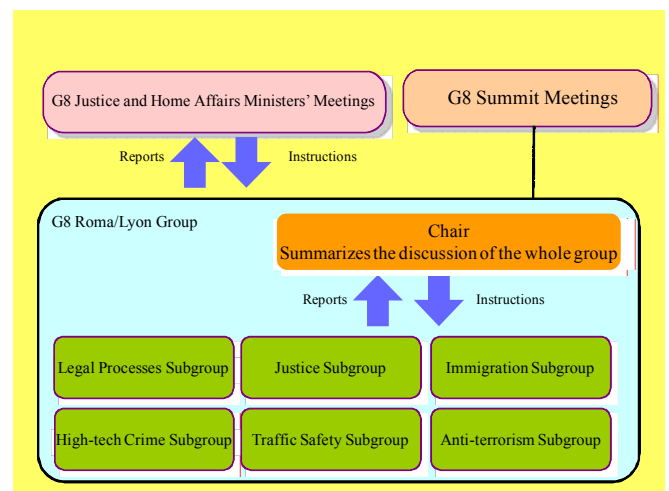 G8 Justice and Home Affairs Ministers' Meetings
G8 Summit Meetings
Reports
Instructions
G8 Roma/Lyon Group
Chair
Summarizes the discussion of the whole group
Reports
Instructions
Legal Processes Subgroup
Justice Subgroup
Immigration Subgroup
High-tech Crime Subgroup
Traffic Safety Subgroup
Anti-terrorism Subgroup